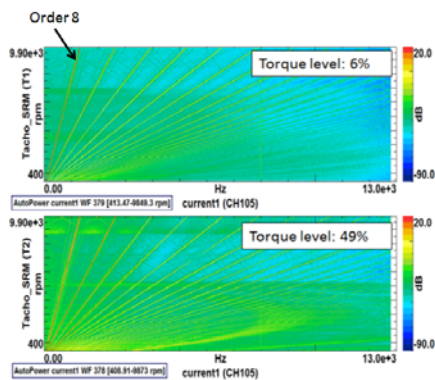 Order 8
9.90e+3
Tacho_SRM (T1)
rpm
400
Torque level: 6%
20.0
dB
-90.0
0.00
Hz
13.0e+3
AutoPower current1 WF 379 [413.47-9849.3 rpm]
current1 (CH105)
9.90e+3
Tacho_SRM (T2)
rpm
400
Torque level: 49%
20.0
dB
-90.0
0.00
Hz
13.0e+3
AutoPower current1 WF 378 [408.91-9873 rpm]
current1 (CH105)